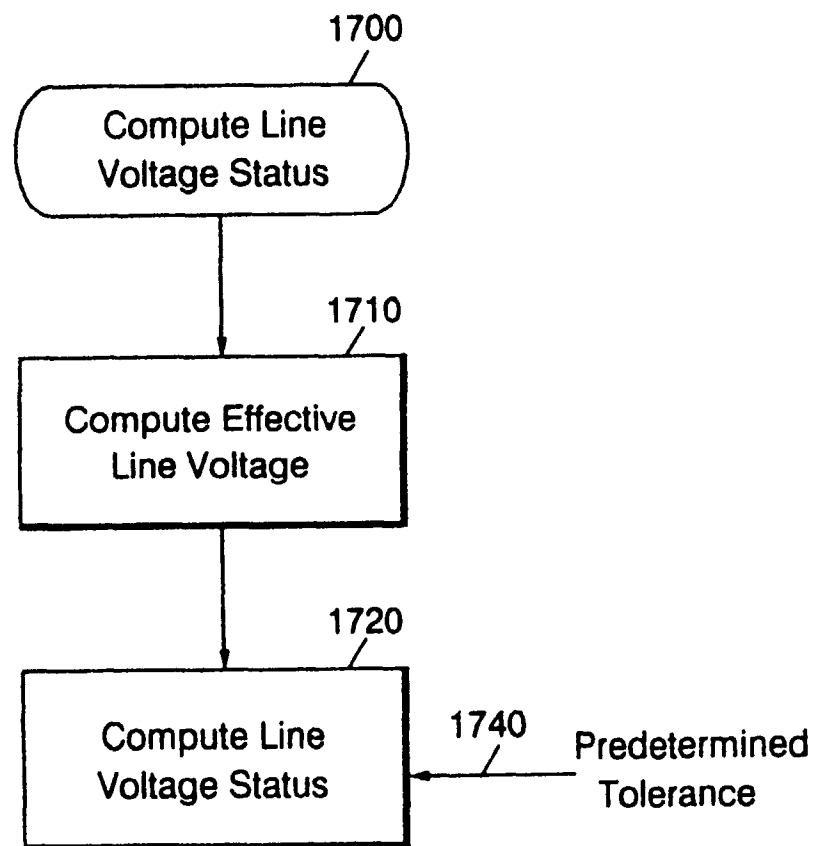 1700
Compute Line
Voltage Status
1710
Compute Effective
Line Voltage
1720
Compute Line
Voltage Status
1740
Predetermined
Tolerance